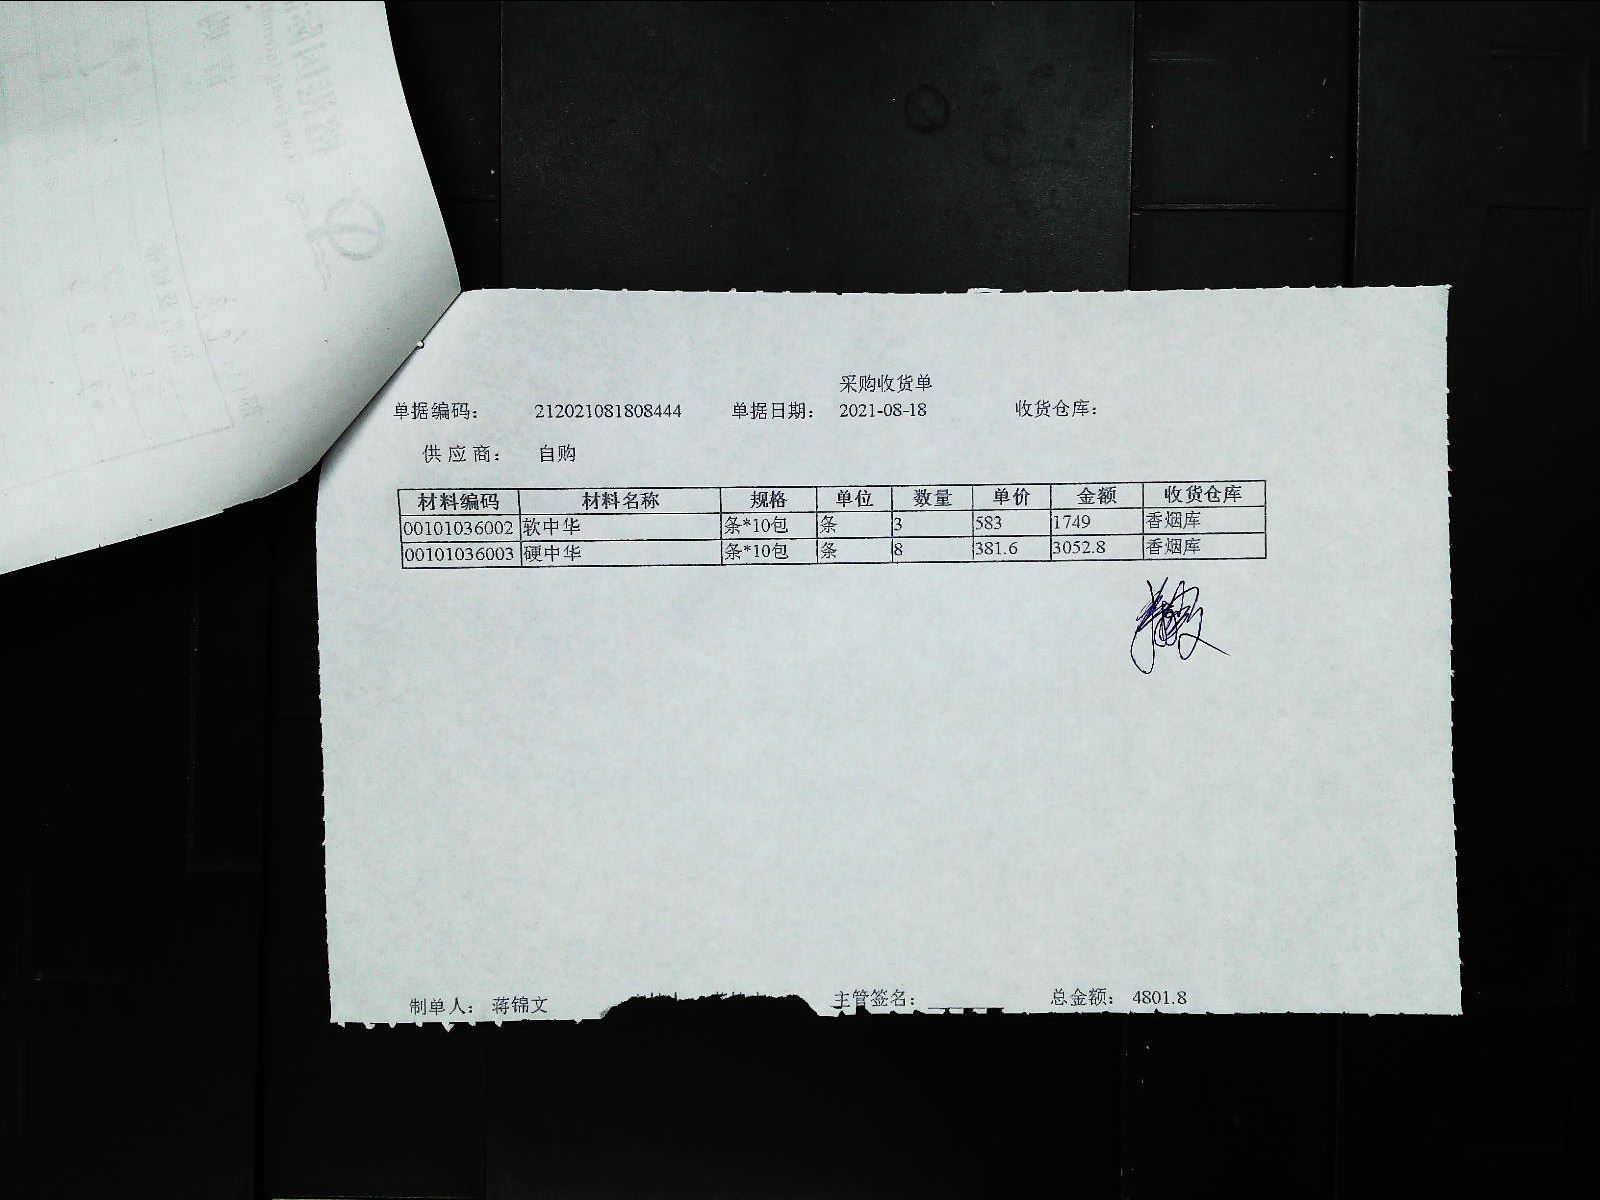 采购收货单
单据编码： 212021081808444 单据日期： 2021-08-18 收货仓库：
供应商： 自购
材料编码 材料名称 规格 单位 数量 单价 金额 收货仓库
00101036002 软中华 条*10包 条 3 583 1749 香烟库
00101036003 硬中华 条*10包 条 8 381.6 3052.8 香烟库
制单人： 蒋锦文 主管签名： 总金额： 4801.8